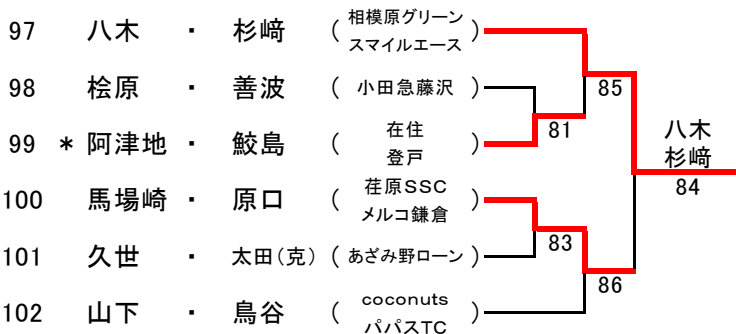 97 八木 ・ 杉﨑 ( 相模原グリーン
スマイルエース )
98 桧原 ・ 善波 ( 小田急藤沢 )
99 * 阿津地 ・ 鮫島 ( 在住
登戸 )
100 馬場崎 ・ 原口 ( 荏原SSC
メルコ鎌倉 )
101 久世 ・ 太田(克) ( あざみ野ローン )
102 山下 ・ 鳥谷 ( coconuts
パパスTC )
81
83
85
86
八木
杉﨑
84